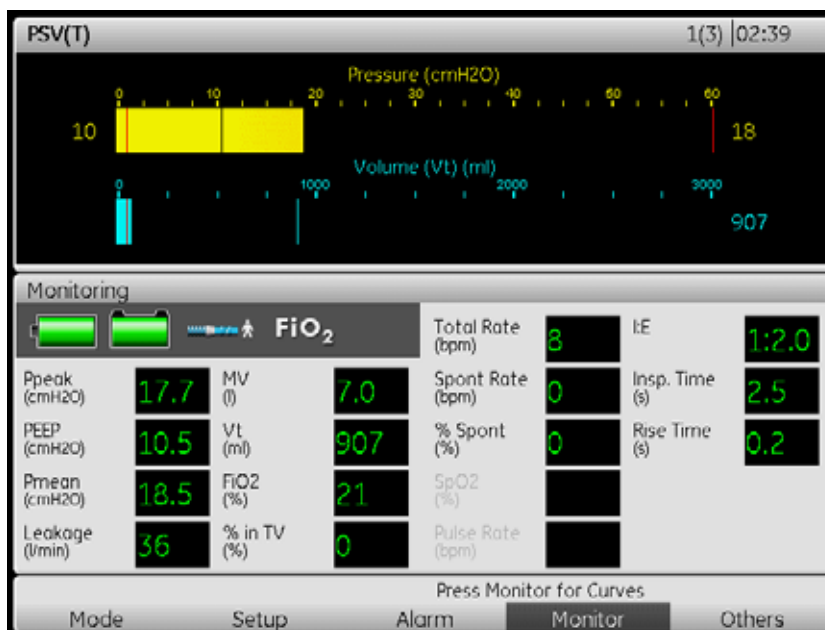 PSV(T) 1(3) 02:39
Pressure (cmH2O)
0 10 20 30 40 50 60
10 18
Volume (Vt) (ml)
0 1000 2000 3000
907
Monitoring
FiO2
Total Rate (bpm) 8 I:E 1:2.0
Ppeak (cmH2O) 17.7 MV (l) 7.0 Spont Rate (bpm) 0 Insp. Time (s) 2.5
PEEP (cmH2O) 10.5 Vt (ml) 907 % Spont (%) 0 Rise Time (s) 0.2
Pmean (cmH2O) 18.5 FiO2 (%) 21 SpO2 (%)
Leakage (l/min) 36 % in TV (%) 0 Pulse Rate (bpm)
Press Monitor for Curves
Mode Setup Alarm Monitor Others